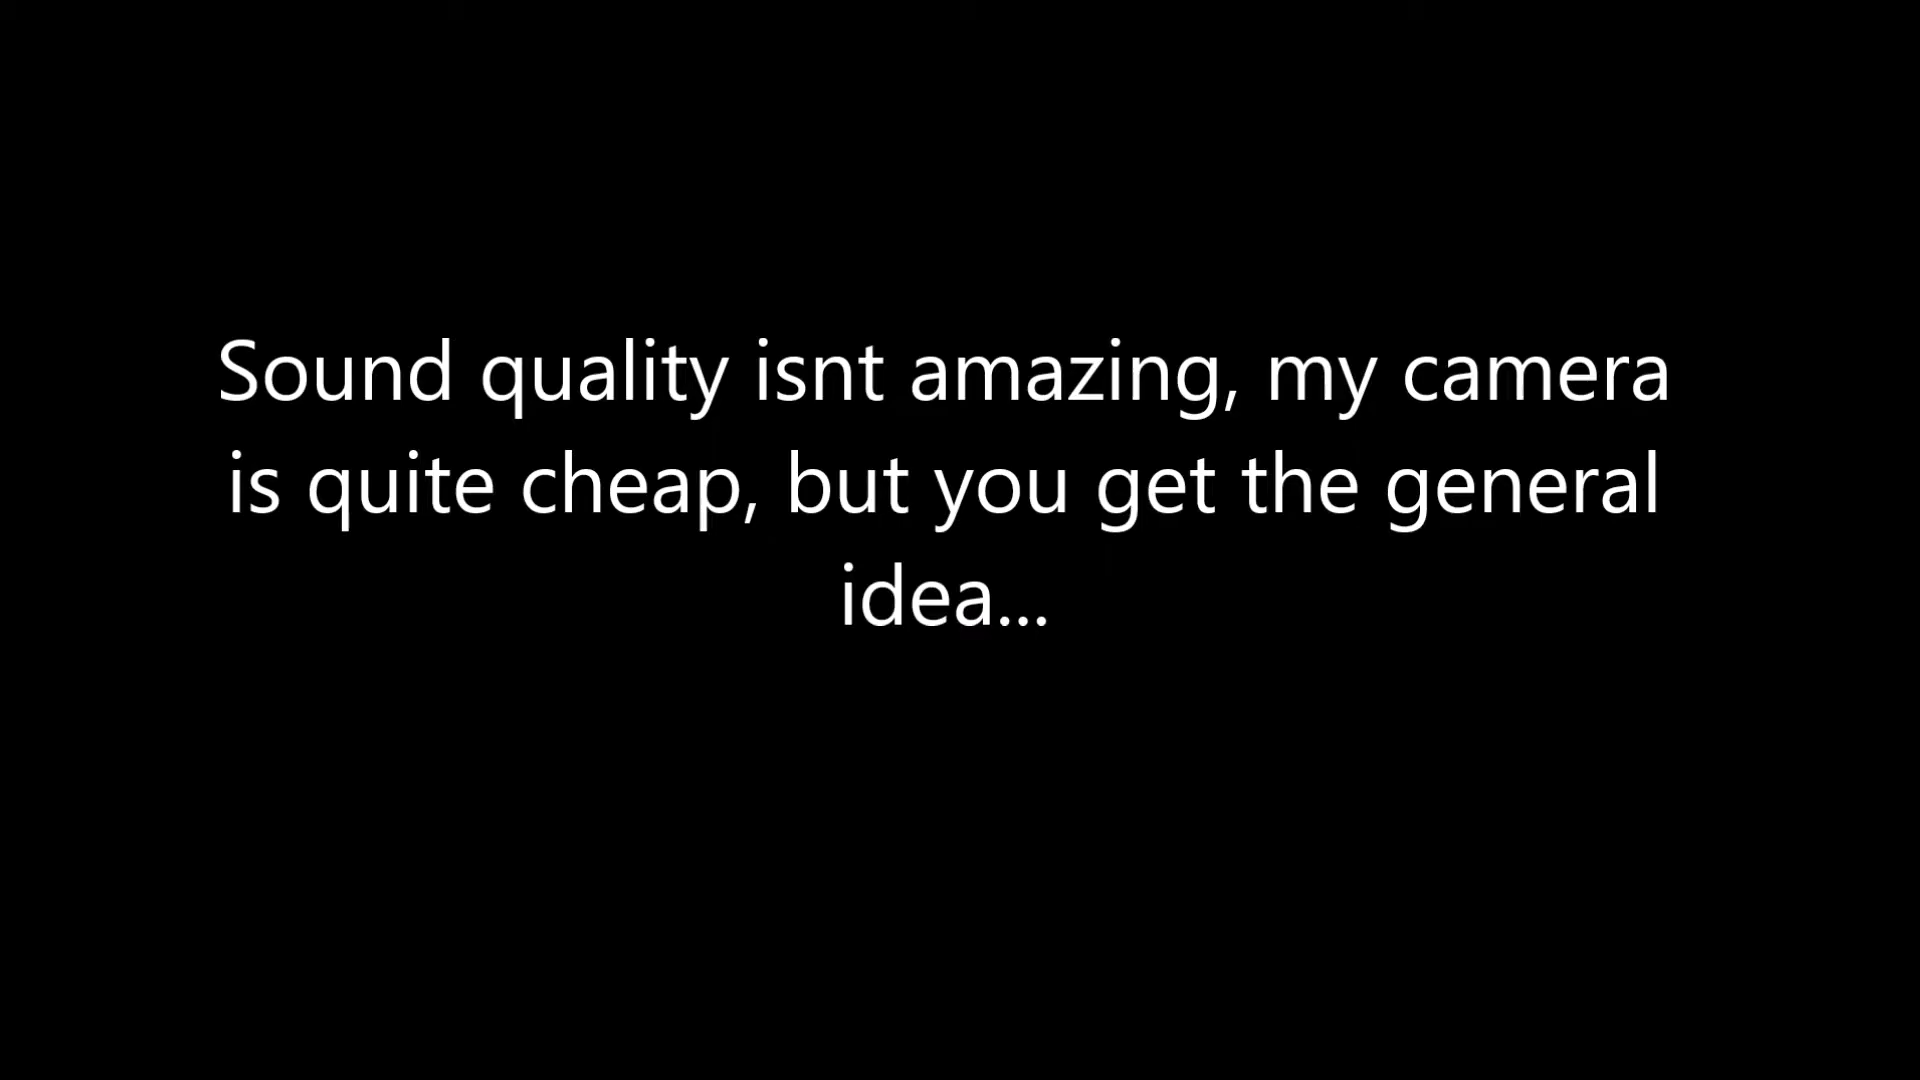 Sound quality isnt amazing, my camera
is quite cheap, but you get the general
idea...